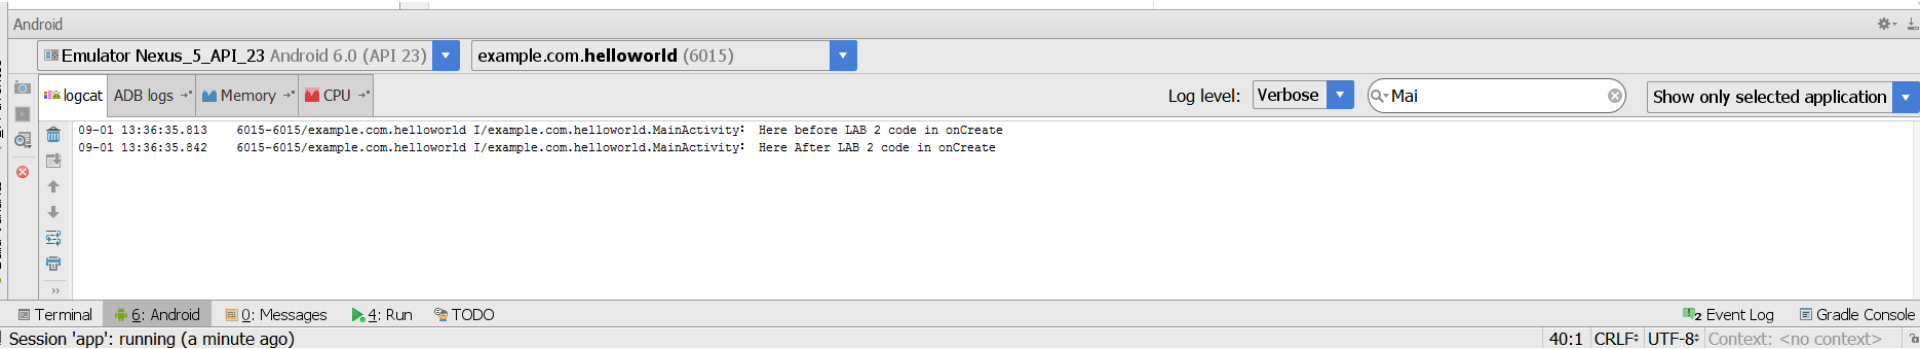 Android
Emulator Nexus_5_API_23 Android 6.0 (API 23) example.com.helloworld (6015)
logcat ADB logs Memory CPU Log level: Verbose Mai Show only selected application
09-01 13:36:35.813 6015-6015/example.com.helloworld I/example.com.helloworld.MainActivity: Here before LAB 2 code in onCreate
09-01 13:36:35.842 6015-6015/example.com.helloworld I/example.com.helloworld.MainActivity: Here After LAB 2 code in onCreate
Terminal 6: Android 0: Messages 4: Run TODO 2 Event Log Gradle Console
Session 'app': running (a minute ago) 40:1 CRLF UTF-8 Context: <no context>